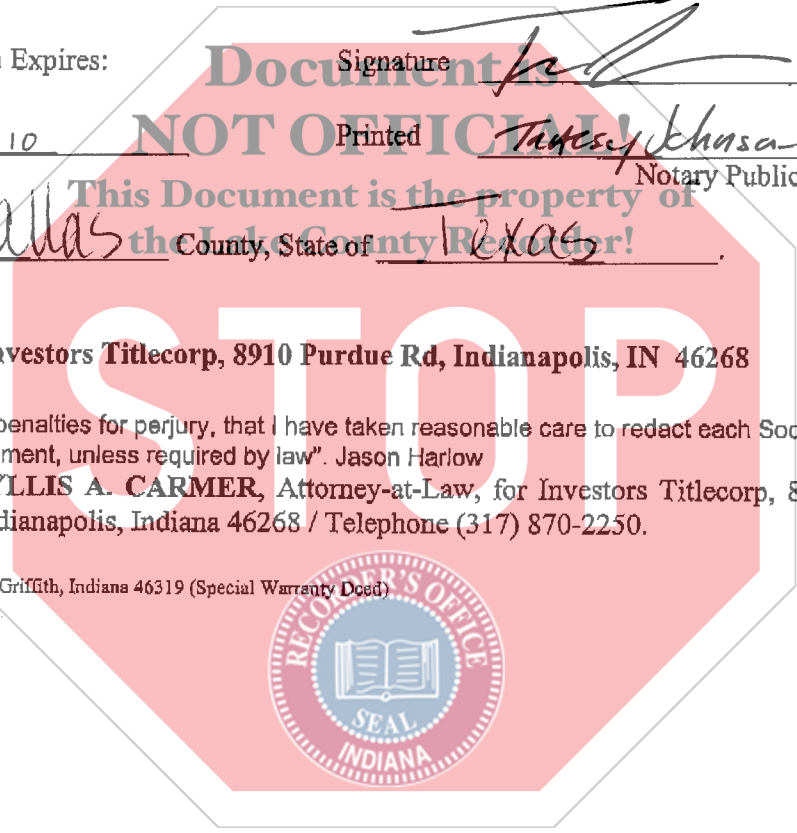 Expires:
Signature
Document is
10
Printed
Johnson
NOT OFFICIAL!
Notary Public
This Document is the property of
allas County, State of Texas.
the Lake County Recorder!
STOP
nvestors Titlecorp, 8910 Purdue Rd, Indianapolis, IN 46268
penalties for perjury, that I have taken reasonable care to redact each Soc
ment, unless required by law". Jason Harlow
YLLIS A. CARMER, Attorney-at-Law, for Investors Titlecorp, 8
dianapolis, Indiana 46268 / Telephone (317) 870-2250.
Griffith, Indiana 46319 (Special Warranty Deed)
RECORDER'S OFFICE
SEAL
INDIANA